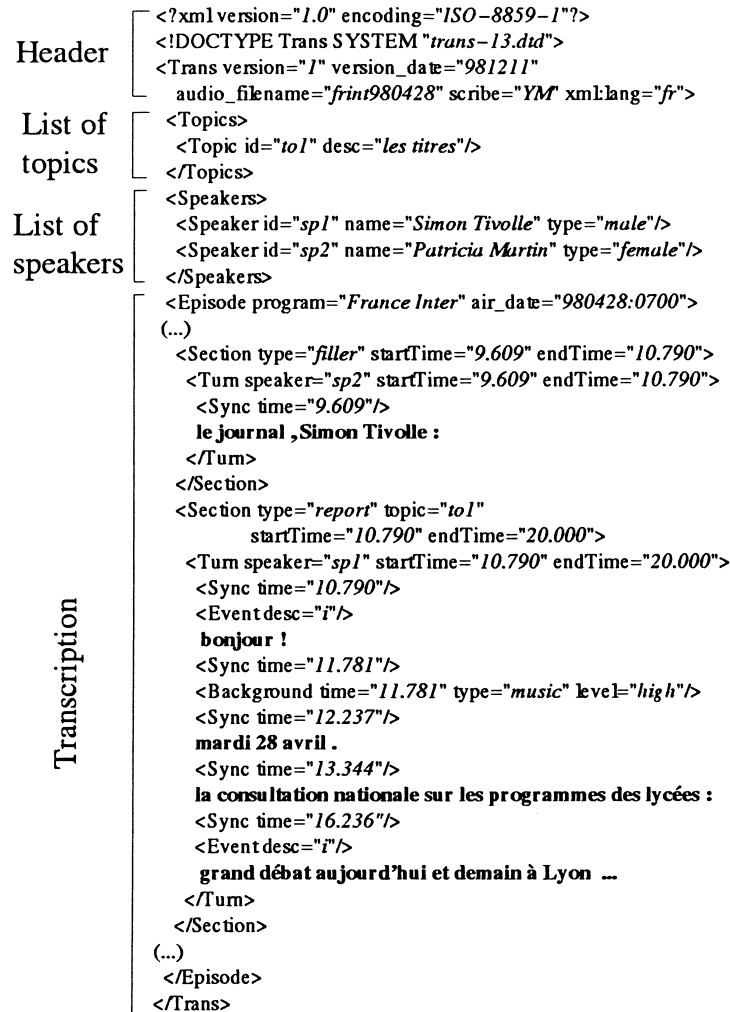 Header
<?xml version="1.0" encoding="ISO-8859-1"?>
<!DOCTYPE Trans SYSTEM "trans-13.dtd">
<Trans version="1" version_date="981211"
audio_filename="frint980428" scribe="YM" xml:lang="fr">
List of
topics
<Topics>
<Topic id="to1" desc="les titres"/>
</Topics>
List of
speakers
<Speakers>
<Speaker id="sp1" name="Simon Tivolle" type="male"/>
<Speaker id="sp2" name="Patricia Martin" type="female"/>
</Speakers>
Transcription
<Episode program="France Inter" air_date="980428:0700">
(...)
<Section type="filler" startTime="9.609" endTime="10.790">
<Turn speaker="sp2" startTime="9.609" endTime="10.790">
<Sync time="9.609"/>
le journal ,Simon Tivolle :
</Turn>
</Section>
<Section type="report" topic="to1"
startTime="10.790" endTime="20.000">
<Turn speaker="sp1" startTime="10.790" endTime="20.000">
<Sync time="10.790"/>
<Event desc="i"/>
bonjour !
<Sync time="11.781"/>
<Background time="11.781" type="music" level="high"/>
<Sync time="12.237"/>
mardi 28 avril .
<Sync time="13.344"/>
la consultation nationale sur les programmes des lycées :
<Sync time="16.236"/>
<Event desc="i"/>
grand débat aujourd'hui et demain à Lyon ...
</Turn>
</Section>
(...)
</Episode>
</Trans>